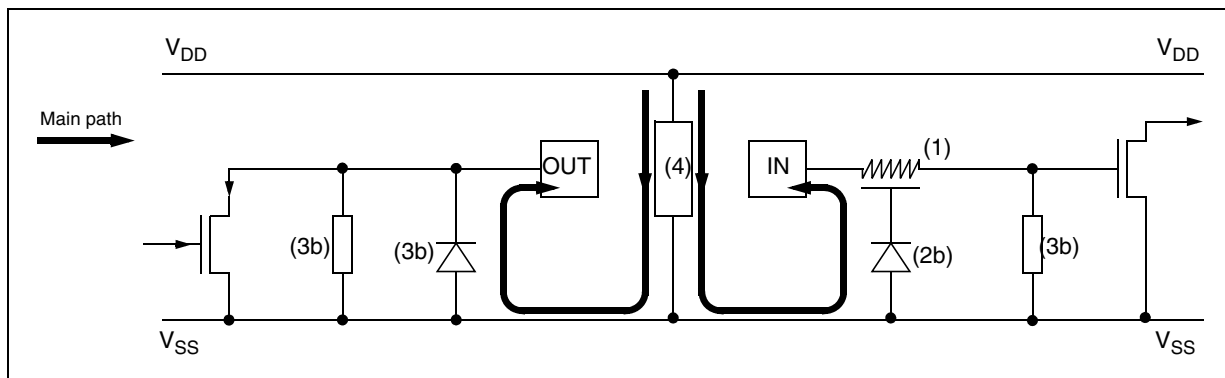 V_DD V_DD
Main path
OUT (4) IN (1)
(3b) (3b) (2b) (3b)
V_SS V_SS